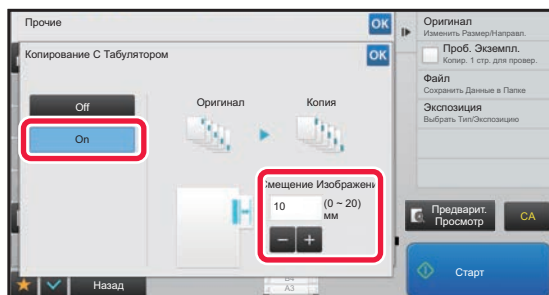 Прочие
OK
Копирование С Табулятором
OK
Off
On
Оригинал
Копия
Смещение Изображени
10
(0 ~ 20)
мм
Назад
A3
Оригинал
Изменить Размер/Направл.
Проб. Экземпл.
Копир. 1 стр. для провер.
Файл
Сохранить Данные в Папке
Экспозиция
Выбрать Тип/Экспозицию
Предварит.
Просмотр
CA
Старт